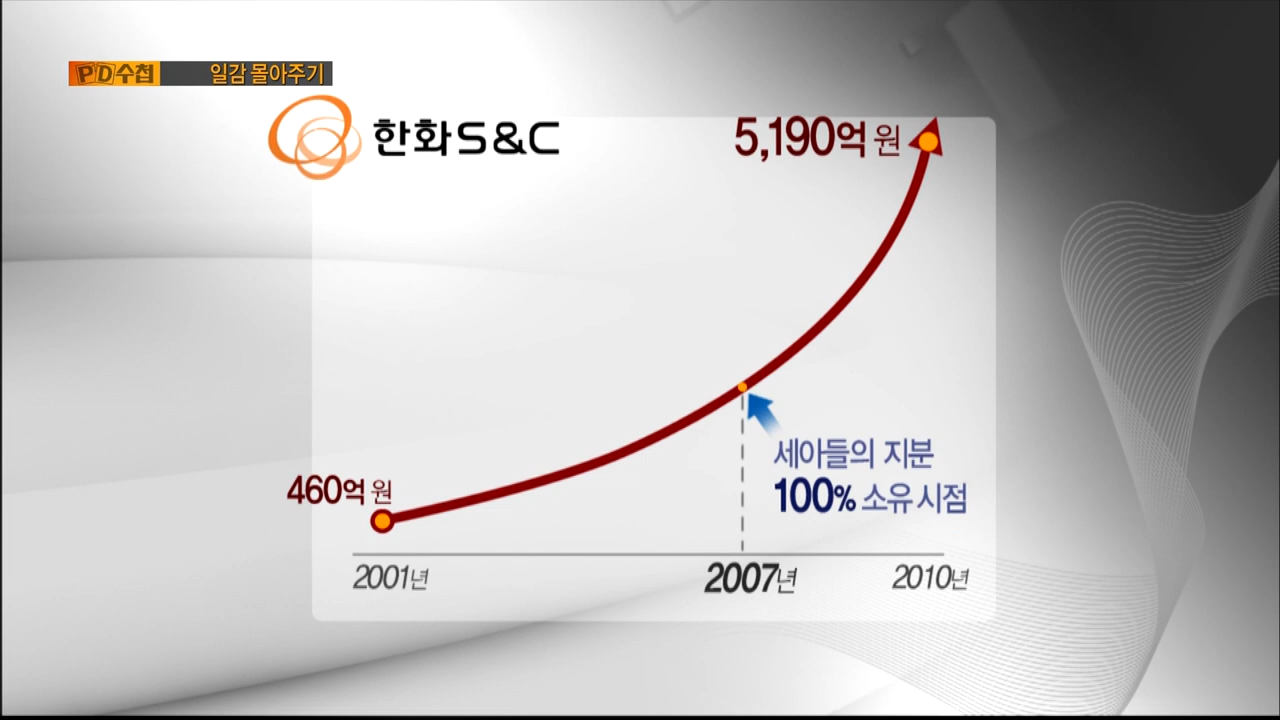 PD수첩 일감 몰아주기
한화S&C
5,190억 원
460억 원
세아들의 지분
100% 소유 시점
2001년 2007년 2010년